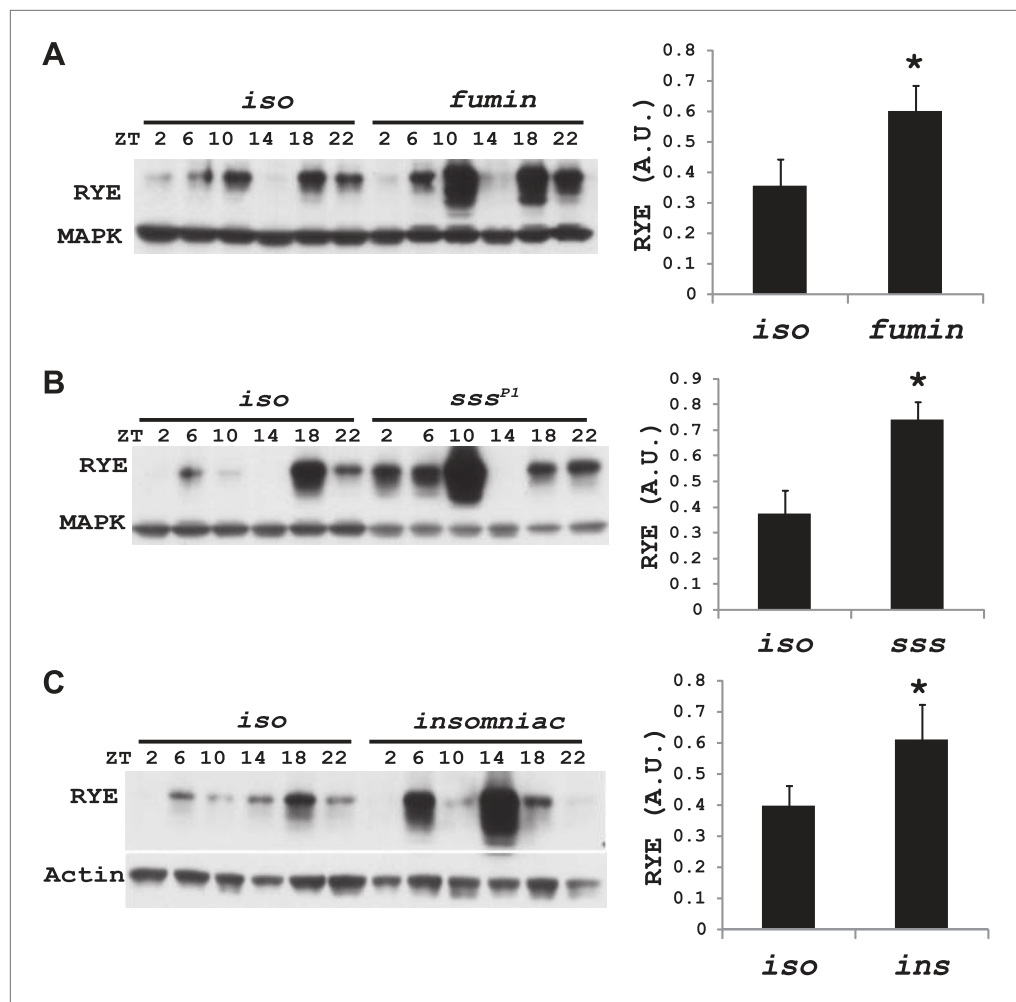 A
iso fumin
ZT 2 6 10 14 18 22 2 6 10 14 18 22
RYE
MAPK
RYE (A.U.)
0.8
0.7
0.6
0.5
0.4
0.3
0.2
0.1
0
*
iso fumin
B
iso sssP1
ZT 2 6 10 14 18 22 2 6 10 14 18 22
RYE
MAPK
RYE (A.U.)
0.9
0.8
0.7
0.6
0.5
0.4
0.3
0.2
0.1
0
*
iso sss
C
iso insomniac
ZT 2 6 10 14 18 22 2 6 10 14 18 22
RYE
Actin
RYE (A.U.)
0.8
0.7
0.6
0.5
0.4
0.3
0.2
0.1
0
*
iso ins